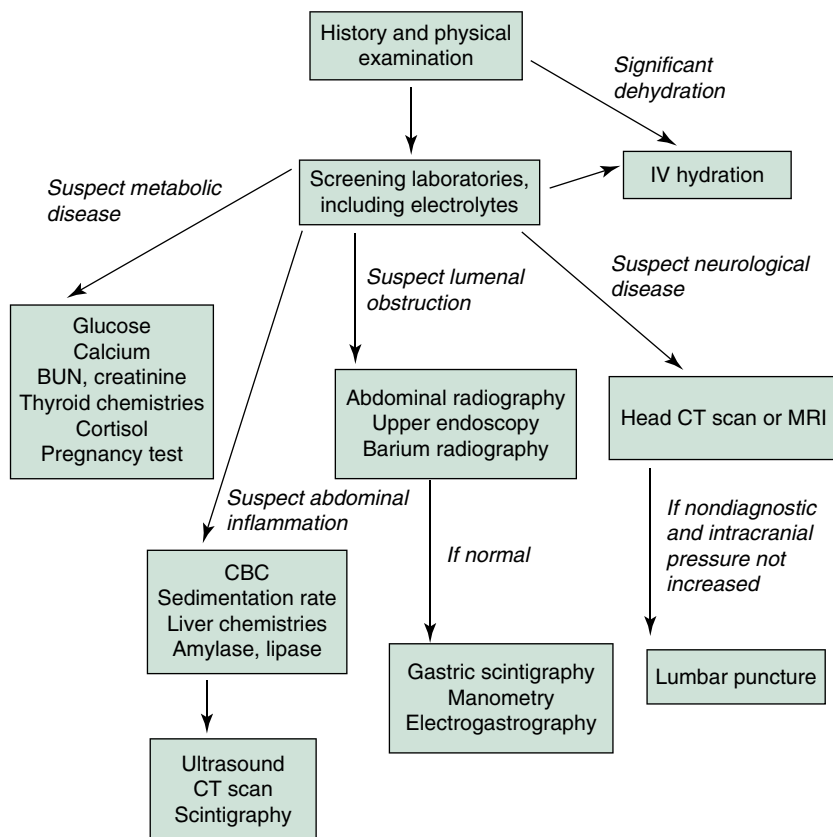 History and physical
examination
Significant
dehydration
IV hydration
Screening laboratories,
including electrolytes
Suspect metabolic
disease
Suspect lumenal
obstruction
Suspect neurological
disease
Glucose
Calcium
BUN, creatinine
Thyroid chemistries
Cortisol
Pregnancy test
Abdominal radiography
Upper endoscopy
Barium radiography
Head CT scan or MRI
Suspect abdominal
inflammation
If normal
If nondiagnostic
and intracranial
pressure not
increased
CBC
Sedimentation rate
Liver chemistries
Amylase, lipase
Gastric scintigraphy
Manometry
Electrogastrography
Lumbar puncture
Ultrasound
CT scan
Scintigraphy